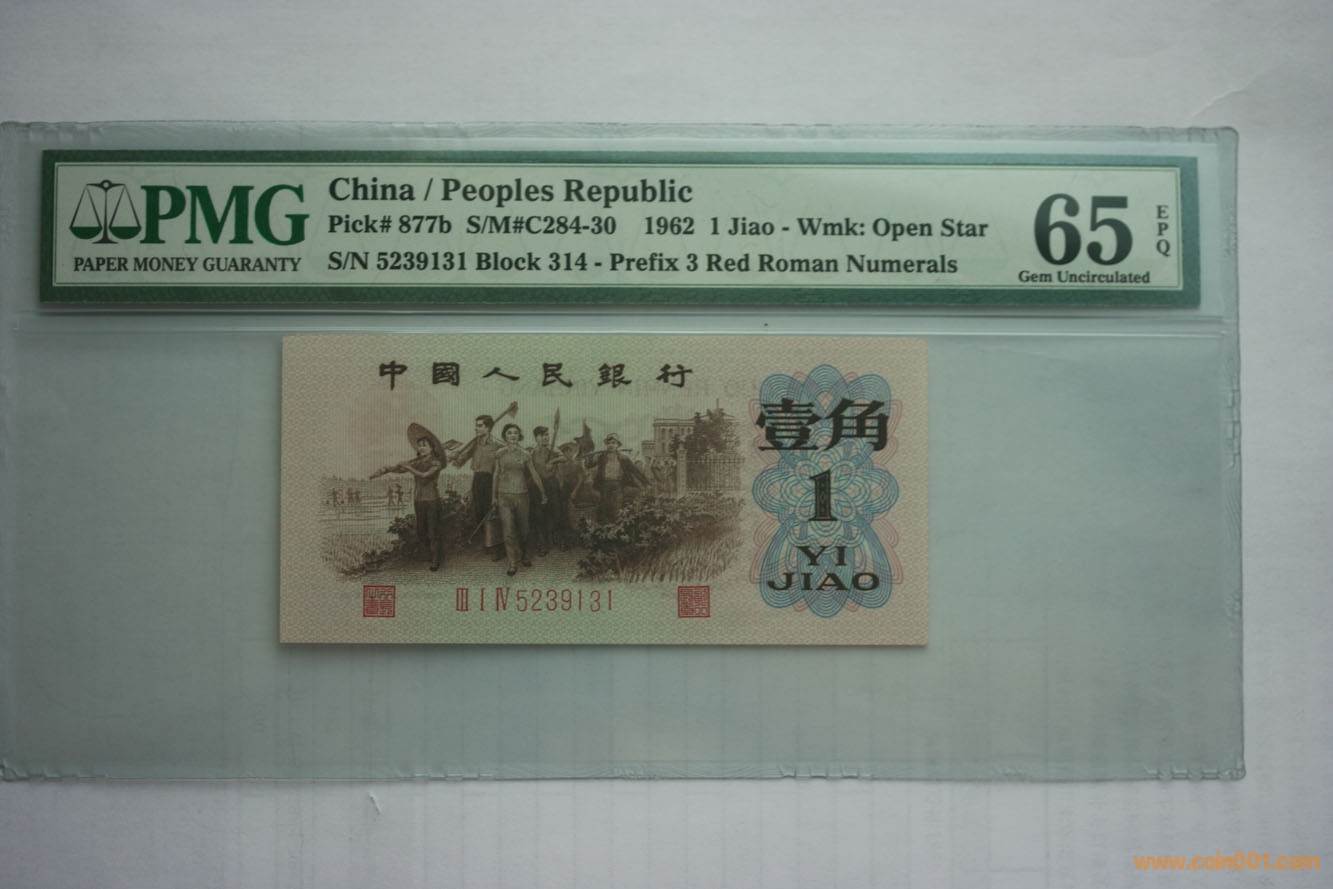 PMG
PAPER MONEY GUARANTY
China / Peoples Republic
Pick# 877b S/M#C284-30 1962 1 Jiao - Wmk: Open Star
S/N 5239131 Block 314 - Prefix 3 Red Roman Numerals
65
EPQ
Gem Uncirculated
中國人民銀行
壹角
1
YI
JIAO
III I IV 5239131
www.coin001.com